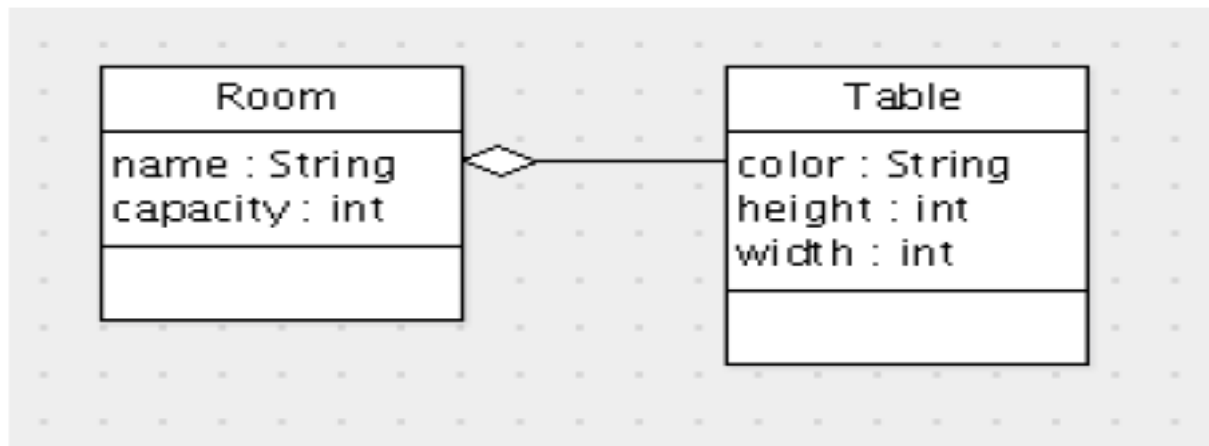 Room
name : String
capacity : int
Table
color : String
height : int
width : int